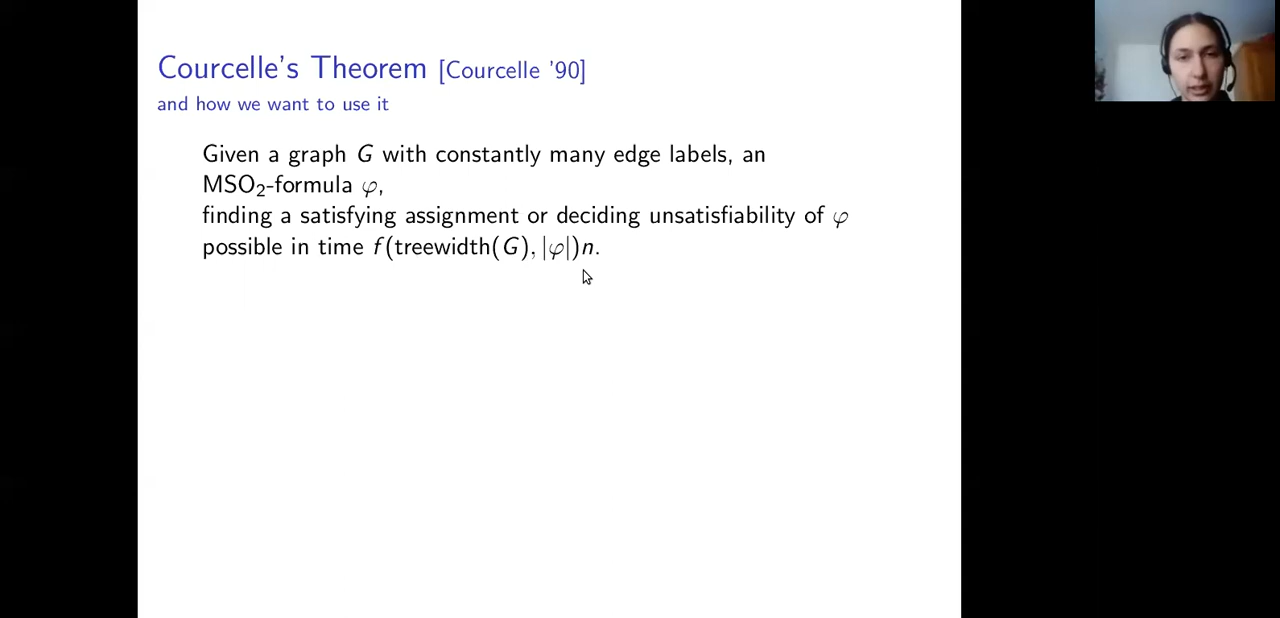 Courcelle's Theorem [Courcelle '90]
and how we want to use it
Given a graph G with constantly many edge labels, an
MSO₂-formula φ,
finding a satisfying assignment or deciding unsatisfiability of φ
possible in time f(treewidth(G), |φ|)n.